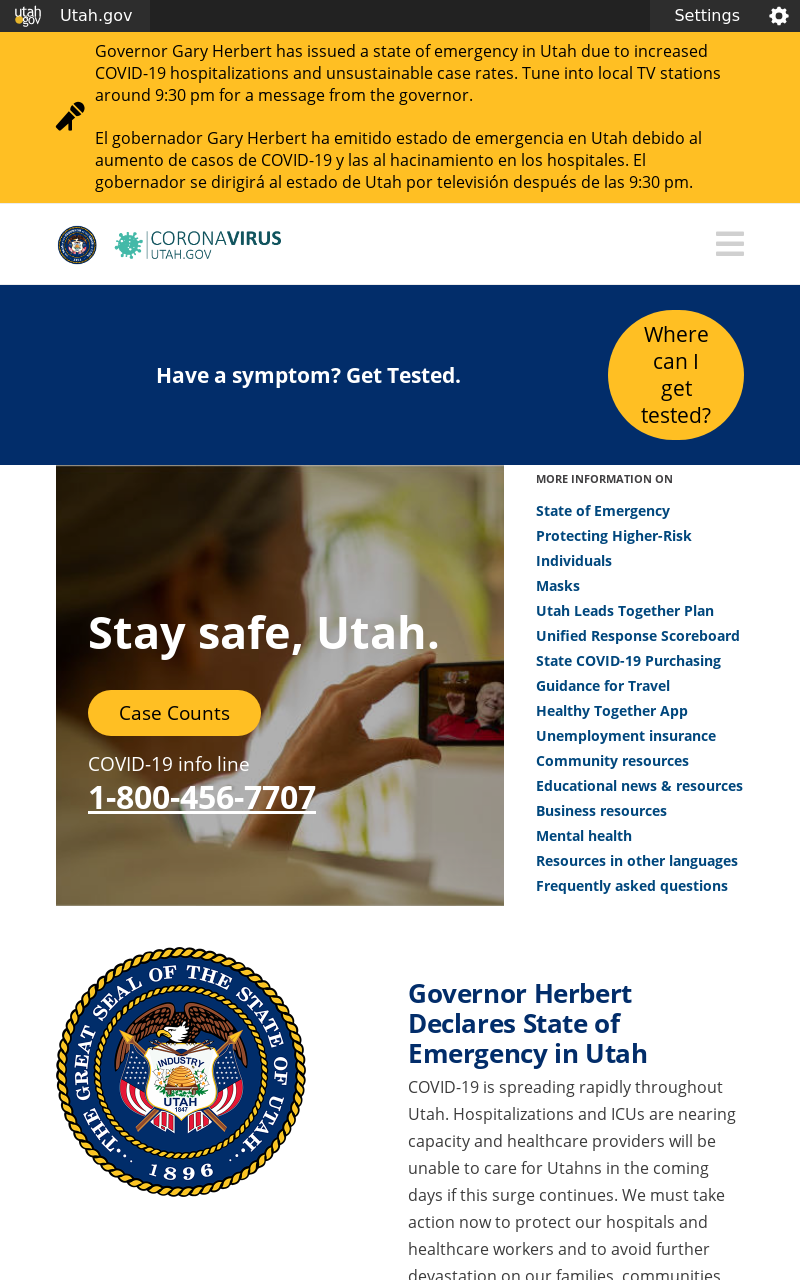 utah
gov
Utah.gov
Settings
Governor Gary Herbert has issued a state of emergency in Utah due to increased
COVID-19 hospitalizations and unsustainable case rates. Tune into local TV stations
around 9:30 pm for a message from the governor.
El gobernador Gary Herbert ha emitido estado de emergencia en Utah debido al
aumento de casos de COVID-19 y las al hacinamiento en los hospitales. El
gobernador se dirigirá al estado de Utah por televisión después de las 9:30 pm.
CORONAVIRUS
UTAH.GOV
Have a symptom? Get Tested.
Where
can I
get
tested?
Stay safe, Utah.
Case Counts
COVID-19 info line
1-800-456-7707
MORE INFORMATION ON
State of Emergency
Protecting Higher-Risk
Individuals
Masks
Utah Leads Together Plan
Unified Response Scoreboard
State COVID-19 Purchasing
Guidance for Travel
Healthy Together App
Unemployment insurance
Community resources
Educational news & resources
Business resources
Mental health
Resources in other languages
Frequently asked questions
THE GREAT SEAL OF THE STATE OF UTAH
INDUSTRY
UTAH
1847
1896
Governor Herbert
Declares State of
Emergency in Utah
COVID-19 is spreading rapidly throughout
Utah. Hospitalizations and ICUs are nearing
capacity and healthcare providers will be
unable to care for Utahns in the coming
days if this surge continues. We must take
action now to protect our hospitals and
healthcare workers and to avoid further
devastation on our families, communities,